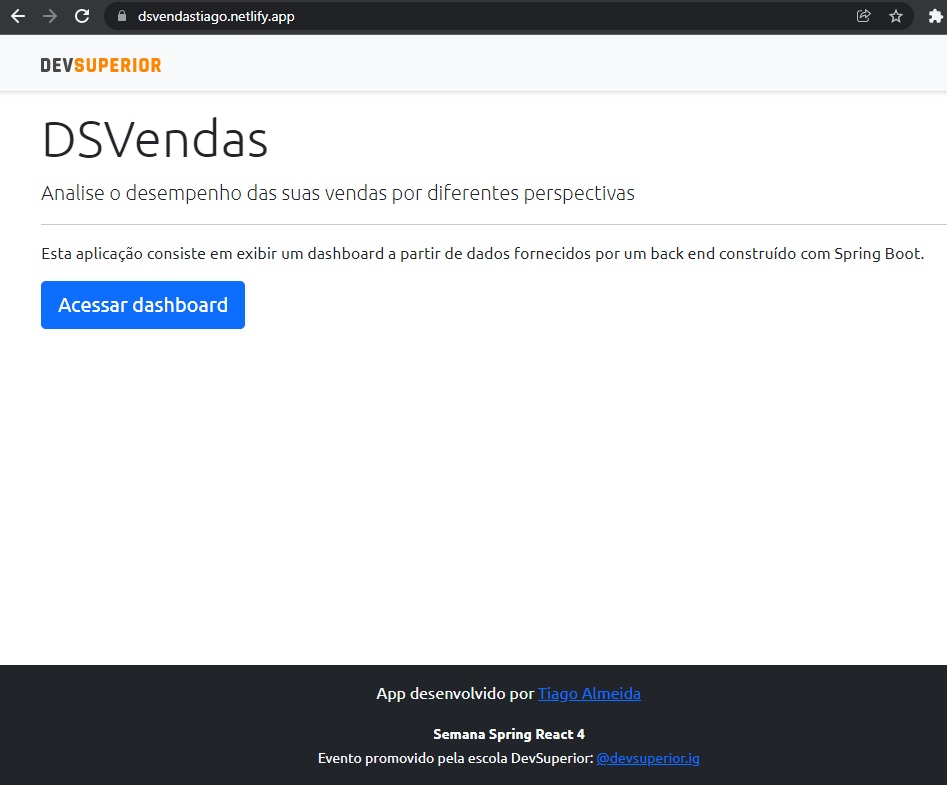 dsvendastiago.netlify.app
DEVSUPERIOR
DSVendas
Analise o desempenho das suas vendas por diferentes perspectivas
Esta aplicação consiste em exibir um dashboard a partir de dados fornecidos por um back end construído com Spring Boot.
Acessar dashboard
App desenvolvido por Tiago Almeida
Semana Spring React 4
Evento promovido pela escola DevSuperior: @devsuperior.ig